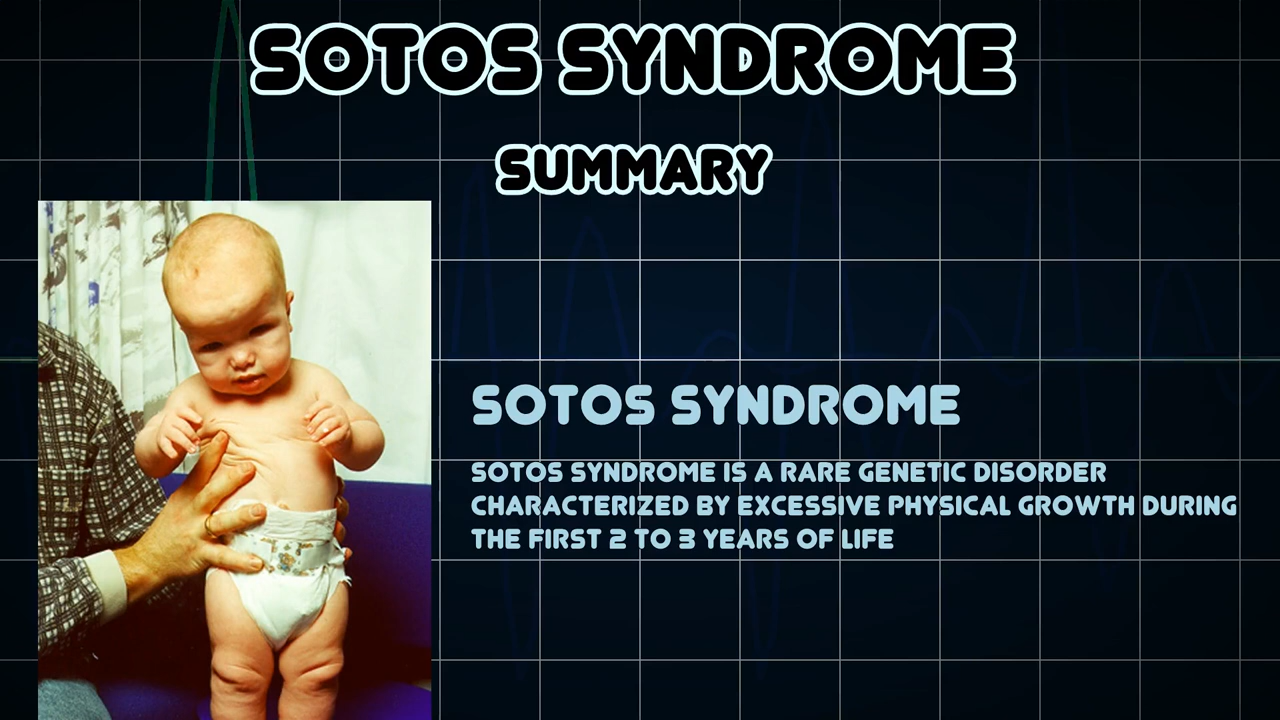 SOTOS SYNDROME
SUMMARY
SOTOS SYNDROME
SOTOS SYNDROME IS A RARE GENETIC DISORDER
CHARACTERIZED BY EXCESSIVE PHYSICAL GROWTH DURING
THE FIRST 2 TO 3 YEARS OF LIFE